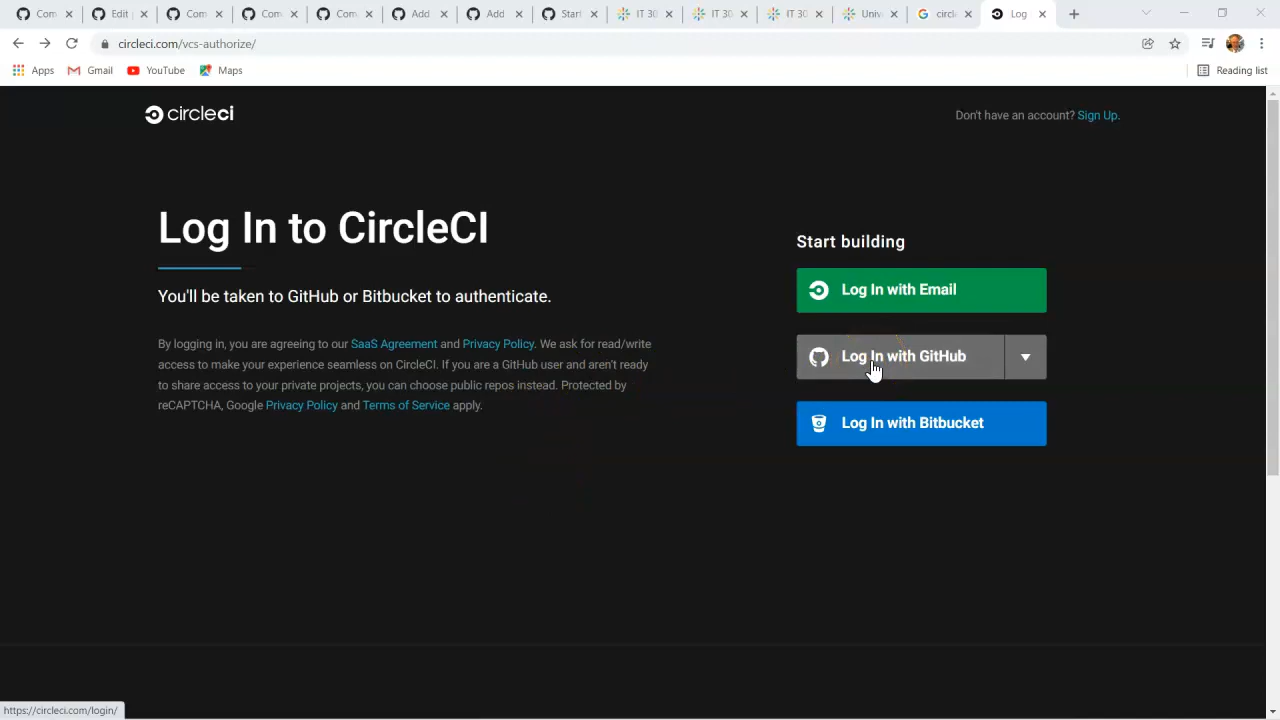 Com
Edit
Com
Com
Com
Add
Add
Start
IT 30
IT 30
IT 30
Univ
circle
Log
circleci.com/vcs-authorize/
Apps
Gmail
YouTube
Maps
Reading list
circleci
Don't have an account? Sign Up.
Log In to CircleCI
You'll be taken to GitHub or Bitbucket to authenticate.
By logging in, you are agreeing to our SaaS Agreement and Privacy Policy. We ask for read/write
access to make your experience seamless on CircleCI. If you are a GitHub user and aren't ready
to share access to your private projects, you can choose public repos instead. Protected by
reCAPTCHA, Google Privacy Policy and Terms of Service apply.
Start building
Log In with Email
Log In with GitHub
Log In with Bitbucket
https://circleci.com/login/